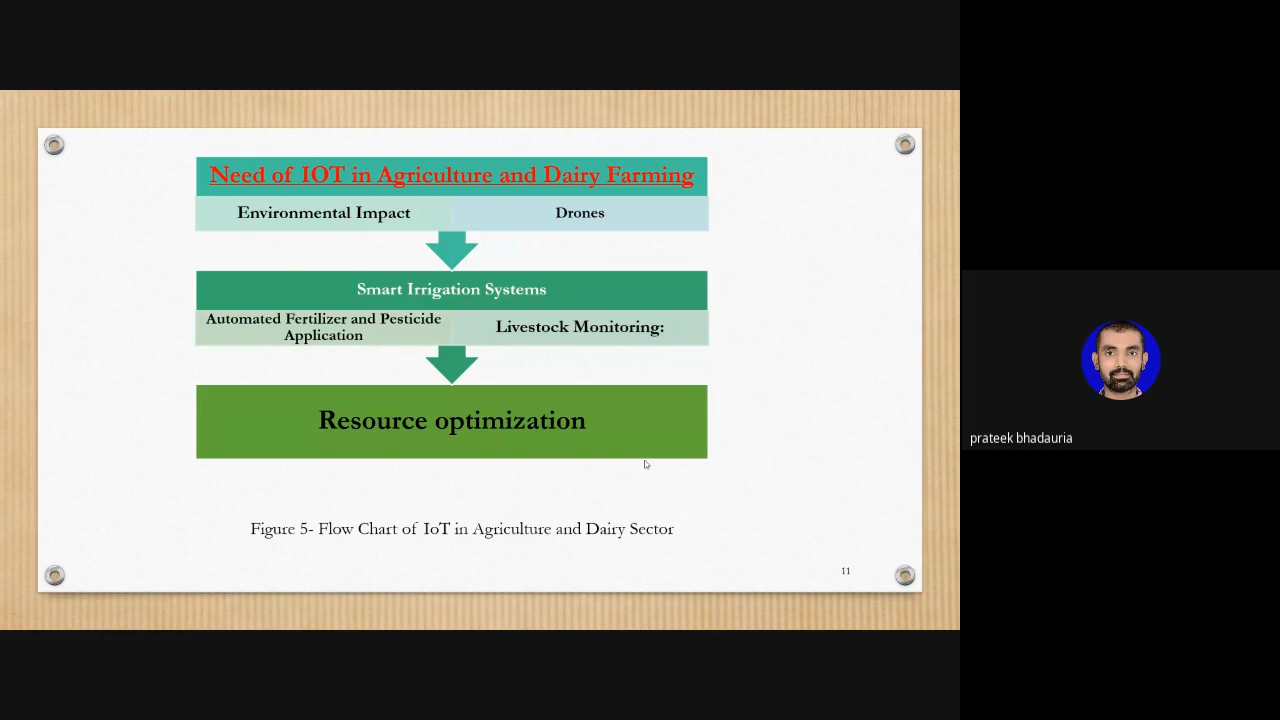 Need of IOT in Agriculture and Dairy Farming
Environmental Impact
Drones
Smart Irrigation Systems
Automated Fertilizer and Pesticide
Application
Livestock Monitoring:
Resource optimization
Figure 5- Flow Chart of IoT in Agriculture and Dairy Sector
11
prateek bhadauria